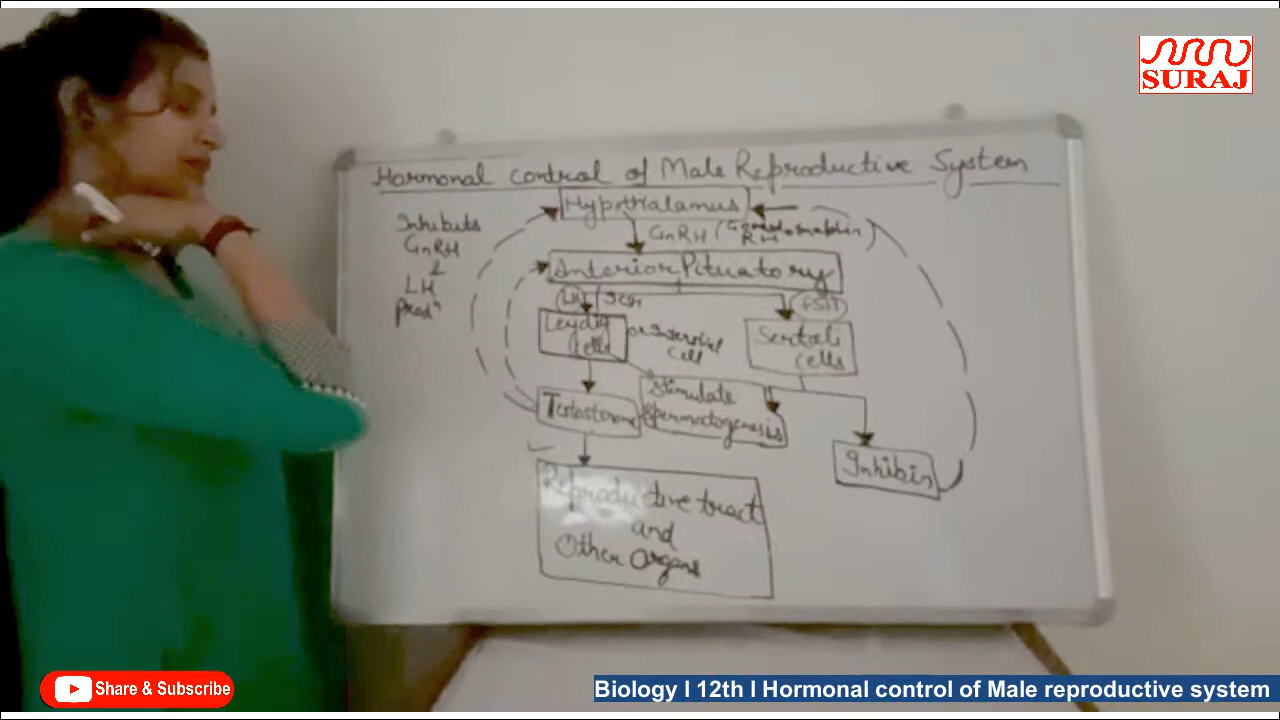 SURAJ
Hormonal control of Male Reproductive System
Hypothalamus
Inhibits
GnRH
&
LH
Prodⁿ
GnRH (
RH
Anterior Pituatory
LH
FSH
Leydig
Cells
Sertoli
Cells
Cell
Testosterone
Stimulate
Spermatogenesis
Inhibin
Reproductive tract
and
Other Organs
Share & Subscribe
Biology I 12th I Hormonal control of Male reproductive system